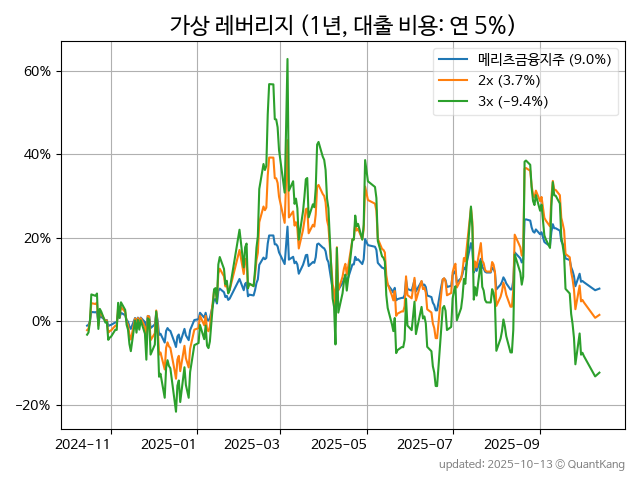 가상 레버리지 (1년, 대출 비용: 연 5%)
메리츠금융지주 (9.0%)
2x (3.7%)
3x (−9.4%)
60%
40%
20%
0%
−20%
2024-11 2025-01 2025-03 2025-05 2025-07 2025-09
updated: 2025-10-13 © QuantKang